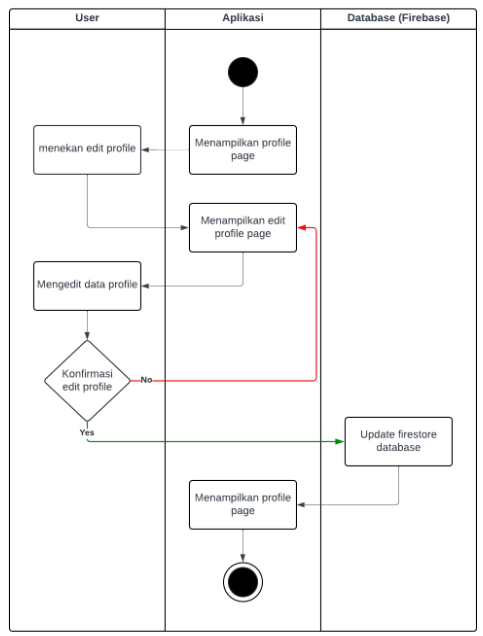 User
Aplikasi
Database (Firebase)
Menampilkan profile
page
menekan edit profile
Menampilkan edit
profile page
Mengedit data profile
Konfirmasi
edit profile
No
Yes
Update firestore
database
Menampilkan profile
page